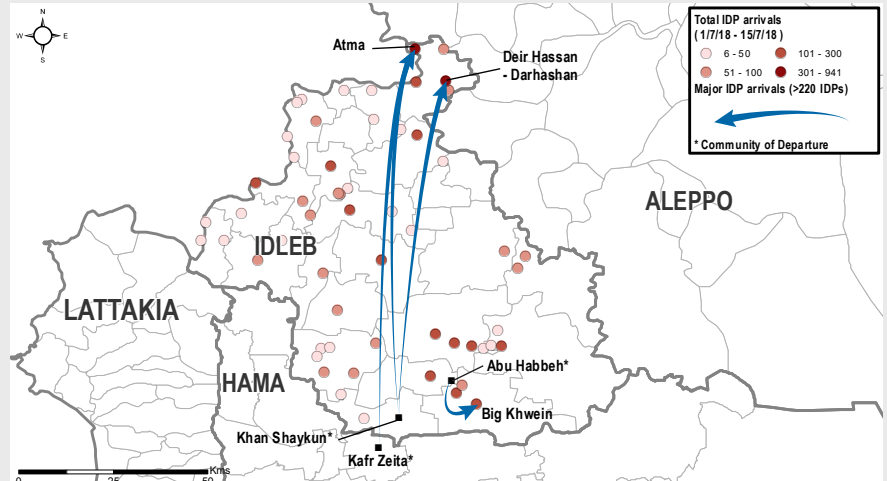 N
W
E
S
Atma
Deir Hassan
- Darhashan
Total IDP arrivals
( 1/7/18 - 15/7/18 )
6 - 50
101 - 300
51 - 100
301 - 941
Major IDP arrivals (>220 IDPs)
* Community of Departure
ALEPPO
IDLEB
LATTAKIA
HAMA
Abu Habbeh*
Big Khwein
Khan Shaykun*
Kafr Zeita*
Kms
0
25
50